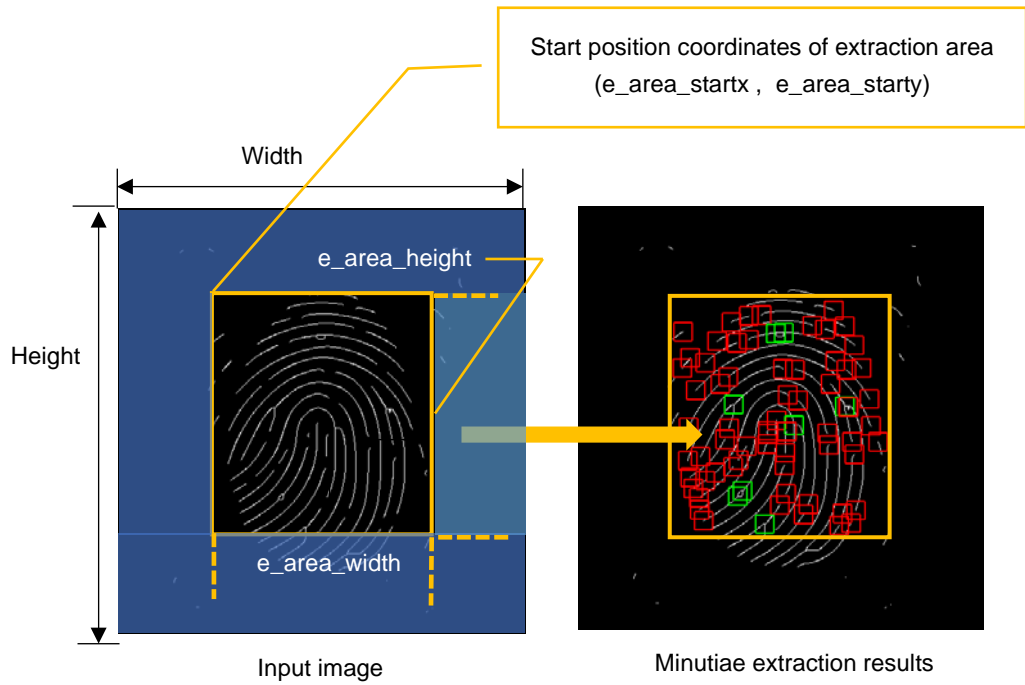 Start position coordinates of extraction area
(e_area_startx , e_area_starty)
Width
e_area_height
Height
e_area_width
Input image
Minutiae extraction results